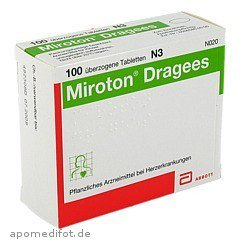 100 überzogene Tabletten N3
N020
Miroton® Dragees
Pflanzliches Arzneimittel bei Herzerkrankungen
ABBOTT
apomedifot.de